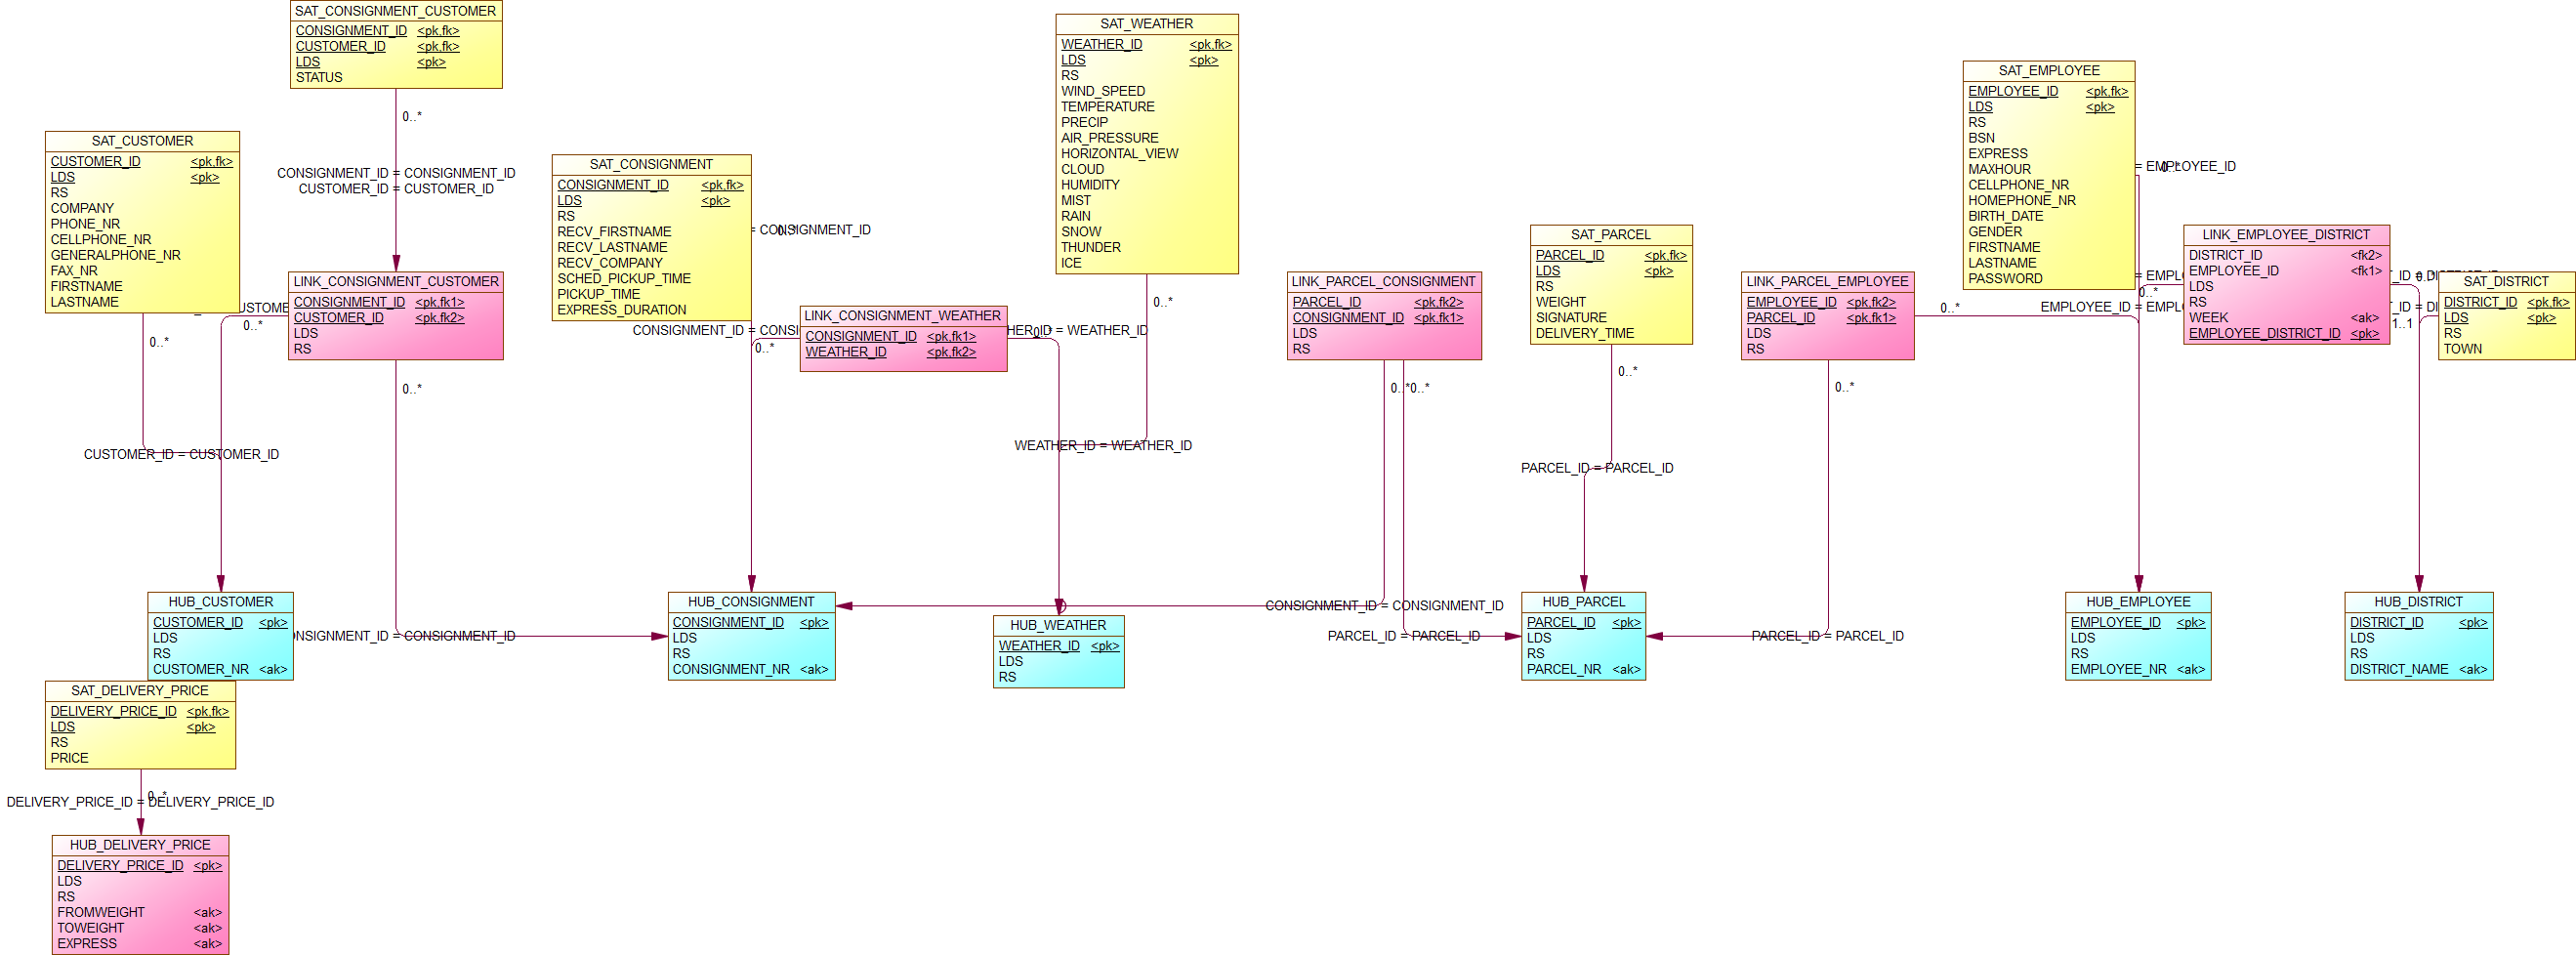 SAT_CONSIGNMENT_CUSTOMER
CONSIGNMENT_ID <pk,fk>
CUSTOMER_ID <pk,fk>
LDS <pk>
STATUS
0..*
CONSIGNMENT_ID = CONSIGNMENT_ID
CUSTOMER_ID = CUSTOMER_ID
SAT_CUSTOMER
CUSTOMER_ID <pk,fk>
LDS <pk>
RS
COMPANY
PHONE_NR
CELLPHONE_NR
GENERALPHONE_NR
FAX_NR
FIRSTNAME
LASTNAME
0..*
CUSTOMER_ID = CUSTOMER_ID
LINK_CONSIGNMENT_CUSTOMER
CONSIGNMENT_ID <pk,fk1>
CUSTOMER_ID <pk,fk2>
LDS
RS
0..*
0..*
CONSIGNMENT_ID = CONSIGNMENT_ID
SAT_CONSIGNMENT
CONSIGNMENT_ID <pk,fk>
LDS <pk>
RS
RECV_FIRSTNAME
RECV_LASTNAME
RECV_COMPANY
SCHED_PICKUP_TIME
PICKUP_TIME
EXPRESS_DURATION
= CONSIGNMENT_ID
0..*
CONSIGNMENT_ID = CONSI
0..*
LINK_CONSIGNMENT_WEATHER
CONSIGNMENT_ID <pk,fk1>
WEATHER_ID <pk,fk2>
HER_ID = WEATHER_ID
0..*
SAT_WEATHER
WEATHER_ID <pk,fk>
LDS <pk>
RS
WIND_SPEED
TEMPERATURE
PRECIP
AIR_PRESSURE
HORIZONTAL_VIEW
CLOUD
HUMIDITY
MIST
RAIN
SNOW
THUNDER
ICE
0..*
WEATHER_ID = WEATHER_ID
LINK_PARCEL_CONSIGNMENT
PARCEL_ID <pk,fk2>
CONSIGNMENT_ID <pk,fk1>
LDS
RS
0..*
0..*
CONSIGNMENT_ID = CONSIGNMENT_ID
PARCEL_ID = PARCEL_ID
SAT_PARCEL
PARCEL_ID <pk,fk>
LDS <pk>
RS
WEIGHT
SIGNATURE
DELIVERY_TIME
0..*
PARCEL_ID = PARCEL_ID
LINK_PARCEL_EMPLOYEE
EMPLOYEE_ID <pk,fk2>
PARCEL_ID <pk,fk1>
LDS
RS
0..*
0..*
PARCEL_ID = PARCEL_ID
EMPLOYEE_ID = EMPL
SAT_EMPLOYEE
EMPLOYEE_ID <pk,fk>
LDS <pk>
RS
BSN
EXPRESS
MAXHOUR
CELLPHONE_NR
HOMEPHONE_NR
BIRTH_DATE
GENDER
FIRSTNAME
LASTNAME
PASSWORD
= EMPLOYEE_ID
0..*
= EMPL
0..*
LINK_EMPLOYEE_DISTRICT
DISTRICT_ID <fk2>
EMPLOYEE_ID <fk1>
LDS
RS
WEEK <ak>
EMPLOYEE_DISTRICT_ID <pk>
0..*
1..1
SAT_DISTRICT
DISTRICT_ID <pk,fk>
LDS <pk>
RS
TOWN
HUB_CUSTOMER
CUSTOMER_ID <pk>
LDS
RS
CUSTOMER_NR <ak>
HUB_CONSIGNMENT
CONSIGNMENT_ID <pk>
LDS
RS
CONSIGNMENT_NR <ak>
HUB_WEATHER
WEATHER_ID <pk>
LDS
RS
HUB_PARCEL
PARCEL_ID <pk>
LDS
RS
PARCEL_NR <ak>
HUB_EMPLOYEE
EMPLOYEE_ID <pk>
LDS
RS
EMPLOYEE_NR <ak>
HUB_DISTRICT
DISTRICT_ID <pk>
LDS
RS
DISTRICT_NAME <ak>
SAT_DELIVERY_PRICE
DELIVERY_PRICE_ID <pk,fk>
LDS <pk>
RS
PRICE
0..*
DELIVERY_PRICE_ID = DELIVERY_PRICE_ID
HUB_DELIVERY_PRICE
DELIVERY_PRICE_ID <pk>
LDS
RS
FROMWEIGHT <ak>
TOWEIGHT <ak>
EXPRESS <ak>